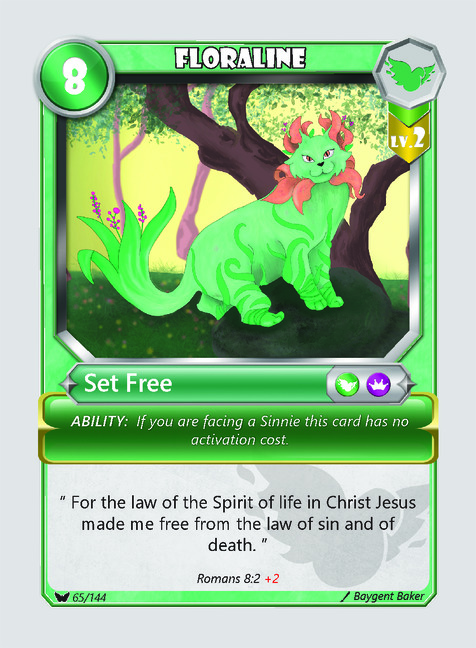 8
FLORALINE
LV.2
Set Free
ABILITY: If you are facing a Sinnie this card has no
activation cost.
" For the law of the Spirit of life in Christ Jesus
made me free from the law of sin and of
death. "
Romans 8:2 +2
65/144
Baygent Baker